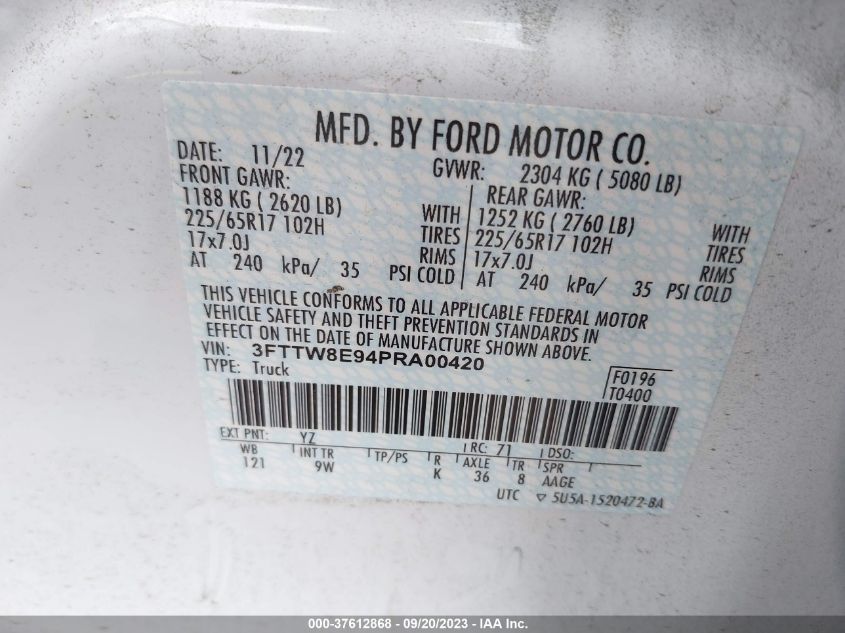 MFD. BY FORD MOTOR CO.
DATE: 11/22 GVWR: 2304 KG ( 5080 LB)
FRONT GAWR: REAR GAWR:
1188 KG ( 2620 LB) WITH 1252 KG ( 2760 LB) WITH
225/65R17 102H TIRES 225/65R17 102H TIRES
17x7.0J RIMS 17x7.0J RIMS
AT 240 kPa/ 35 PSI COLD AT 240 kPa/ 35 PSI COLD
THIS VEHICLE CONFORMS TO ALL APPLICABLE FEDERAL MOTOR
VEHICLE SAFETY AND THEFT PREVENTION STANDARDS IN
EFFECT ON THE DATE OF MANUFACTURE SHOWN ABOVE.
VIN: 3FTTW8E94PRA00420
TYPE: Truck
F0196
T0400
EXT PNT: YZ RC: 71 DSO:
WB INT TR TP/PS R AXLE TR SPR
121 9W K 36 8 AAGE
UTC ▽ 5U5A-1520472-BA
000-37612868 - 09/20/2023 - IAA Inc.